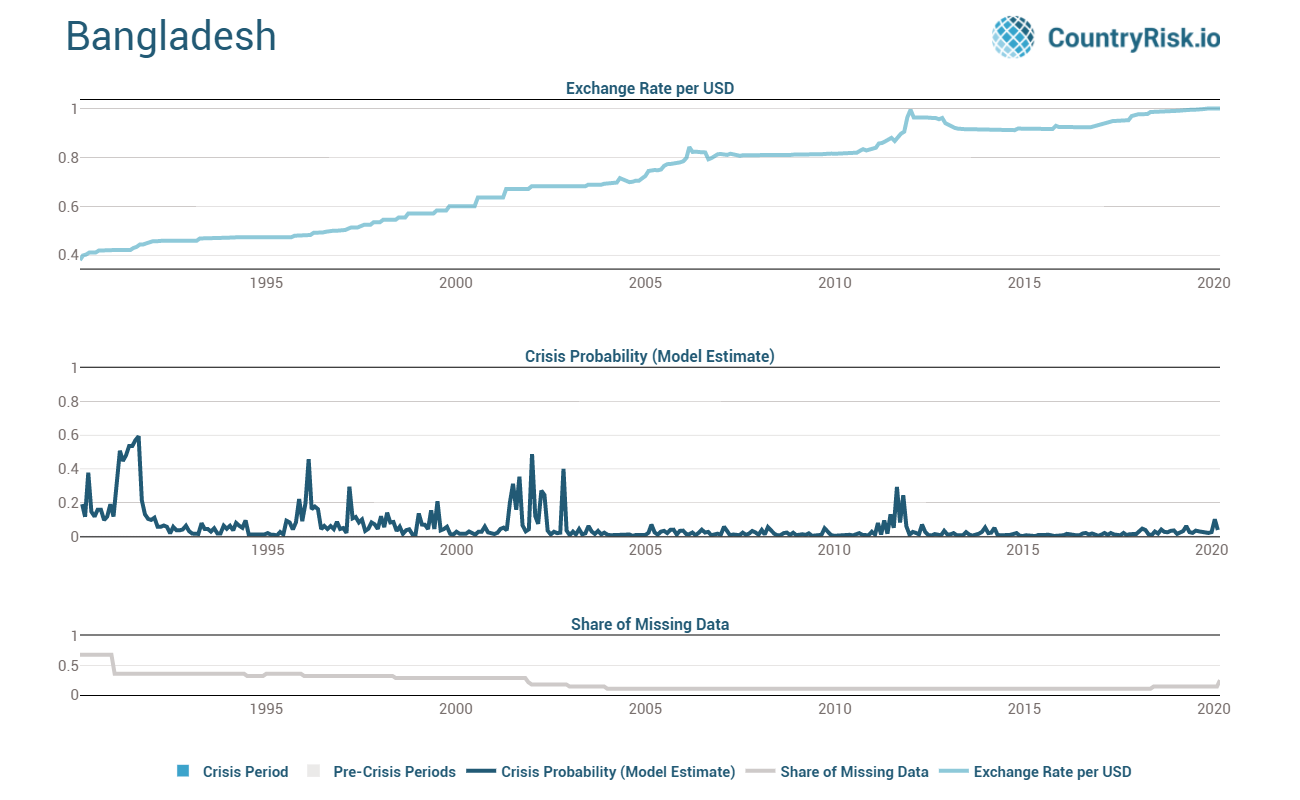 Bangladesh
CountryRisk.io
Exchange Rate per USD
1
0.8
0.6
0.4
1995 2000 2005 2010 2015 2020
Crisis Probability (Model Estimate)
1
0.8
0.6
0.4
0.2
0
1995 2000 2005 2010 2015 2020
Share of Missing Data
1
0.5
0
1995 2000 2005 2010 2015 2020
Crisis Period Pre-Crisis Periods Crisis Probability (Model Estimate) Share of Missing Data Exchange Rate per USD